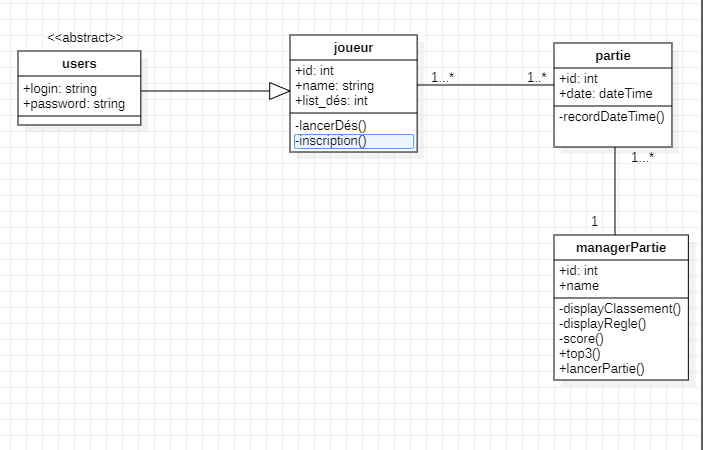 <<abstract>>
users
+login: string
+password: string
joueur
+id: int
+name: string
+list_dés: int
-lancerDés()
-inscription()
1...*
1..*
partie
+id: int
+date: dateTime
-recordDateTime()
1...*
1
managerPartie
+id: int
+name
-displayClassement()
-displayRegle()
-score()
+top3()
+lancerPartie()